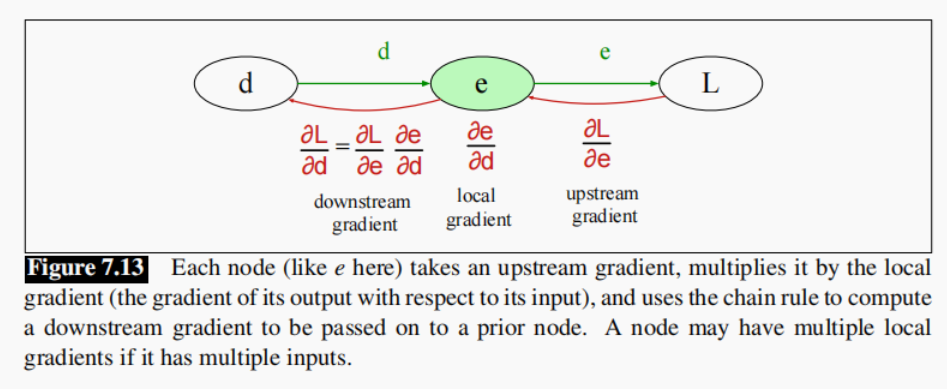 d e
d e L
∂L/∂d = ∂L/∂e ∂e/∂d ∂e/∂d ∂L/∂e
downstream gradient
local gradient
upstream gradient
Figure 7.13 Each node (like e here) takes an upstream gradient, multiplies it by the local
gradient (the gradient of its output with respect to its input), and uses the chain rule to compute
a downstream gradient to be passed on to a prior node. A node may have multiple local
gradients if it has multiple inputs.